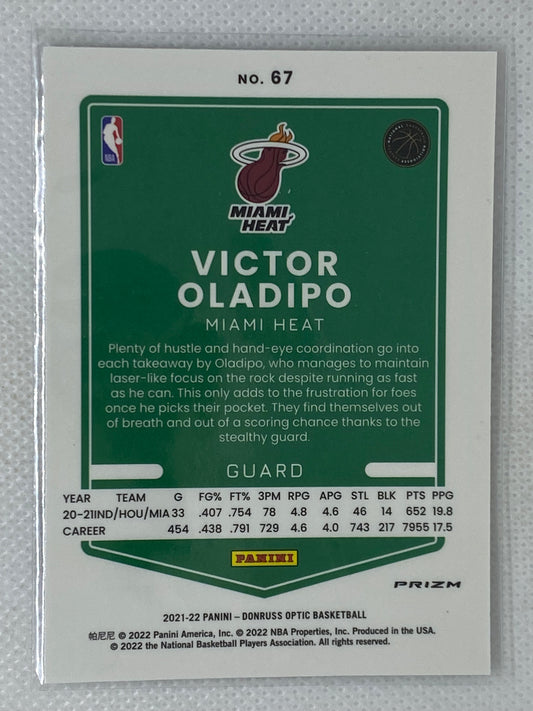 NO. 67
NBA
MIAMI
HEAT
VICTOR
OLADIPO
MIAMI HEAT
Plenty of hustle and hand-eye coordination go into
each takeaway by Oladipo, who manages to maintain
laser-like focus on the rock despite running as fast
as he can. This only adds to the frustration for foes
once he picks their pocket. They find themselves out
of breath and out of a scoring chance thanks to the
stealthy guard.
GUARD
YEAR TEAM G FG% FT% 3PM RPG APG STL BLK PTS PPG
20-21 IND/HOU/MIA 33 .407 .754 78 4.8 4.6 46 14 652 19.8
CAREER 454 .438 .791 729 4.6 4.0 743 217 7955 17.5
PANINI
PRIZM
2021-22 PANINI – DONRUSS OPTIC BASKETBALL
帕尼尼 © 2022 Panini America, Inc. © 2022 NBA Properties, Inc. Produced in the USA.
© 2022 the National Basketball Players Association. All rights reserved.